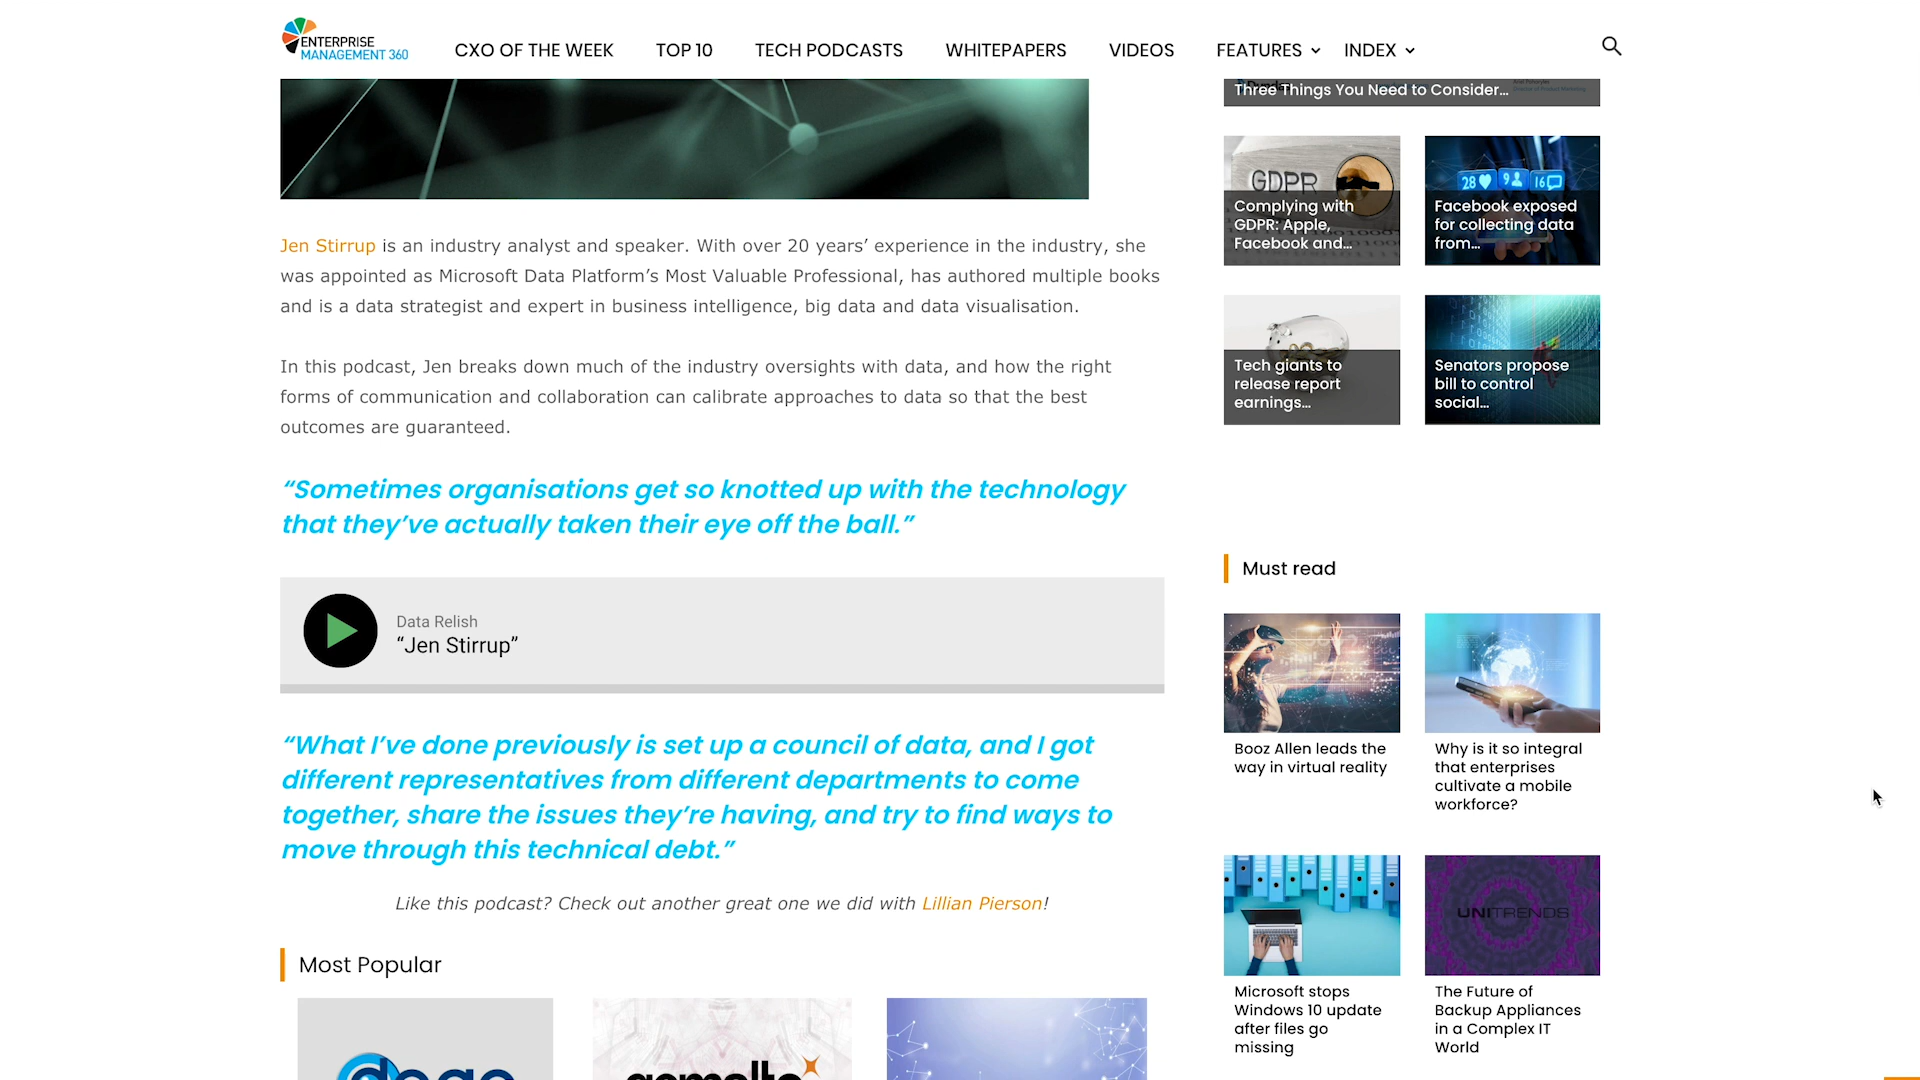 ENTERPRISE
MANAGEMENT 360
CXO OF THE WEEK
TOP 10
TECH PODCASTS
WHITEPAPERS
VIDEOS
FEATURES
INDEX
Three Things You Need to Consider...
GDPR
Complying with
GDPR: Apple,
Facebook and...
28
9
16
Facebook exposed
for collecting data
from...
Tech giants to
release report
earnings...
Senators propose
bill to control
social...
Jen Stirrup is an industry analyst and speaker. With over 20 years’ experience in the industry, she
was appointed as Microsoft Data Platform’s Most Valuable Professional, has authored multiple books
and is a data strategist and expert in business intelligence, big data and data visualisation.
In this podcast, Jen breaks down much of the industry oversights with data, and how the right
forms of communication and collaboration can calibrate approaches to data so that the best
outcomes are guaranteed.
“Sometimes organisations get so knotted up with the technology
that they’ve actually taken their eye off the ball.”
Data Relish
“Jen Stirrup”
“What I’ve done previously is set up a council of data, and I got
different representatives from different departments to come
together, share the issues they’re having, and try to find ways to
move through this technical debt.”
Like this podcast? Check out another great one we did with Lillian Pierson!
Most Popular
gemalto
Must read
Booz Allen leads the
way in virtual reality
Why is it so integral
that enterprises
cultivate a mobile
workforce?
Microsoft stops
Windows 10 update
after files go
missing
UNITRENDS
The Future of
Backup Appliances
in a Complex IT
World